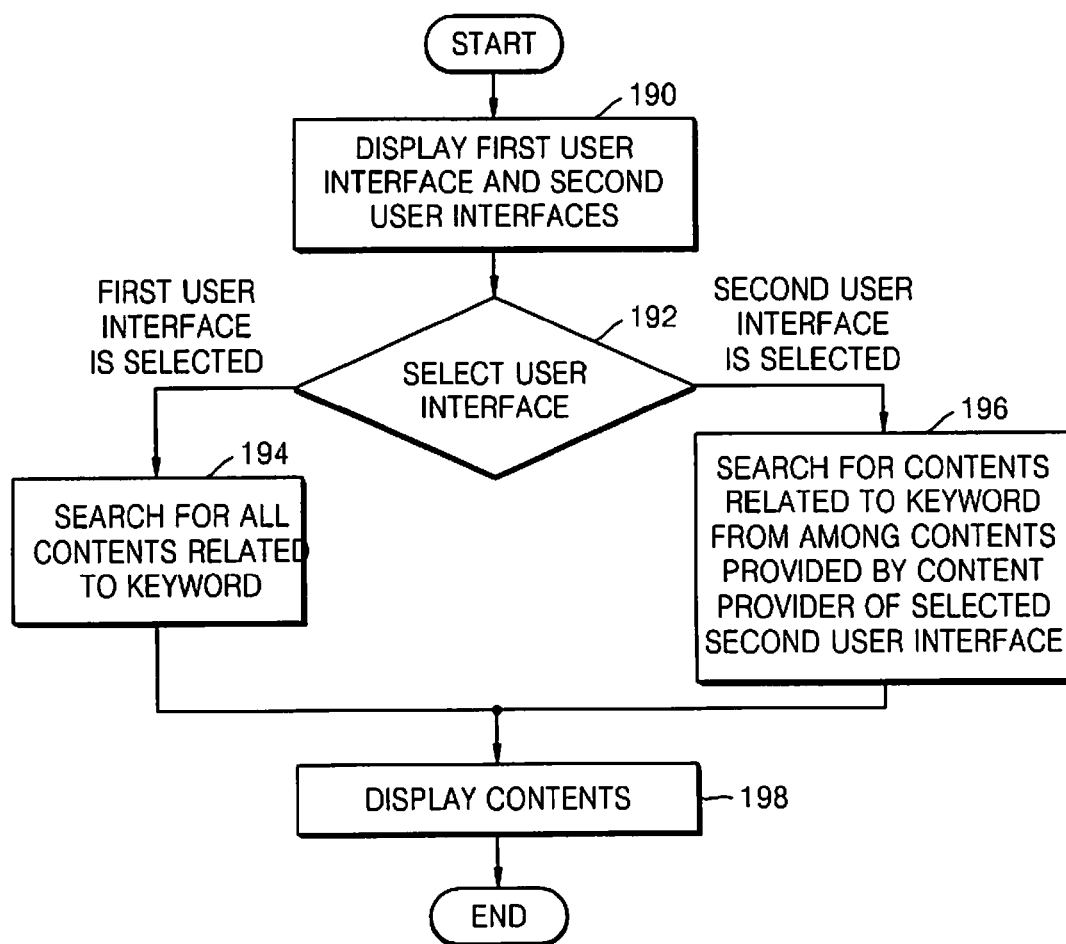 START
190
DISPLAY FIRST USER
INTERFACE AND SECOND
USER INTERFACES
FIRST USER
INTERFACE
IS SELECTED
192
SELECT USER
INTERFACE
SECOND USER
INTERFACE
IS SELECTED
194
SEARCH FOR ALL
CONTENTS RELATED
TO KEYWORD
196
SEARCH FOR CONTENTS
RELATED TO KEYWORD
FROM AMONG CONTENTS
PROVIDED BY CONTENT
PROVIDER OF SELECTED
SECOND USER INTERFACE
DISPLAY CONTENTS
198
END